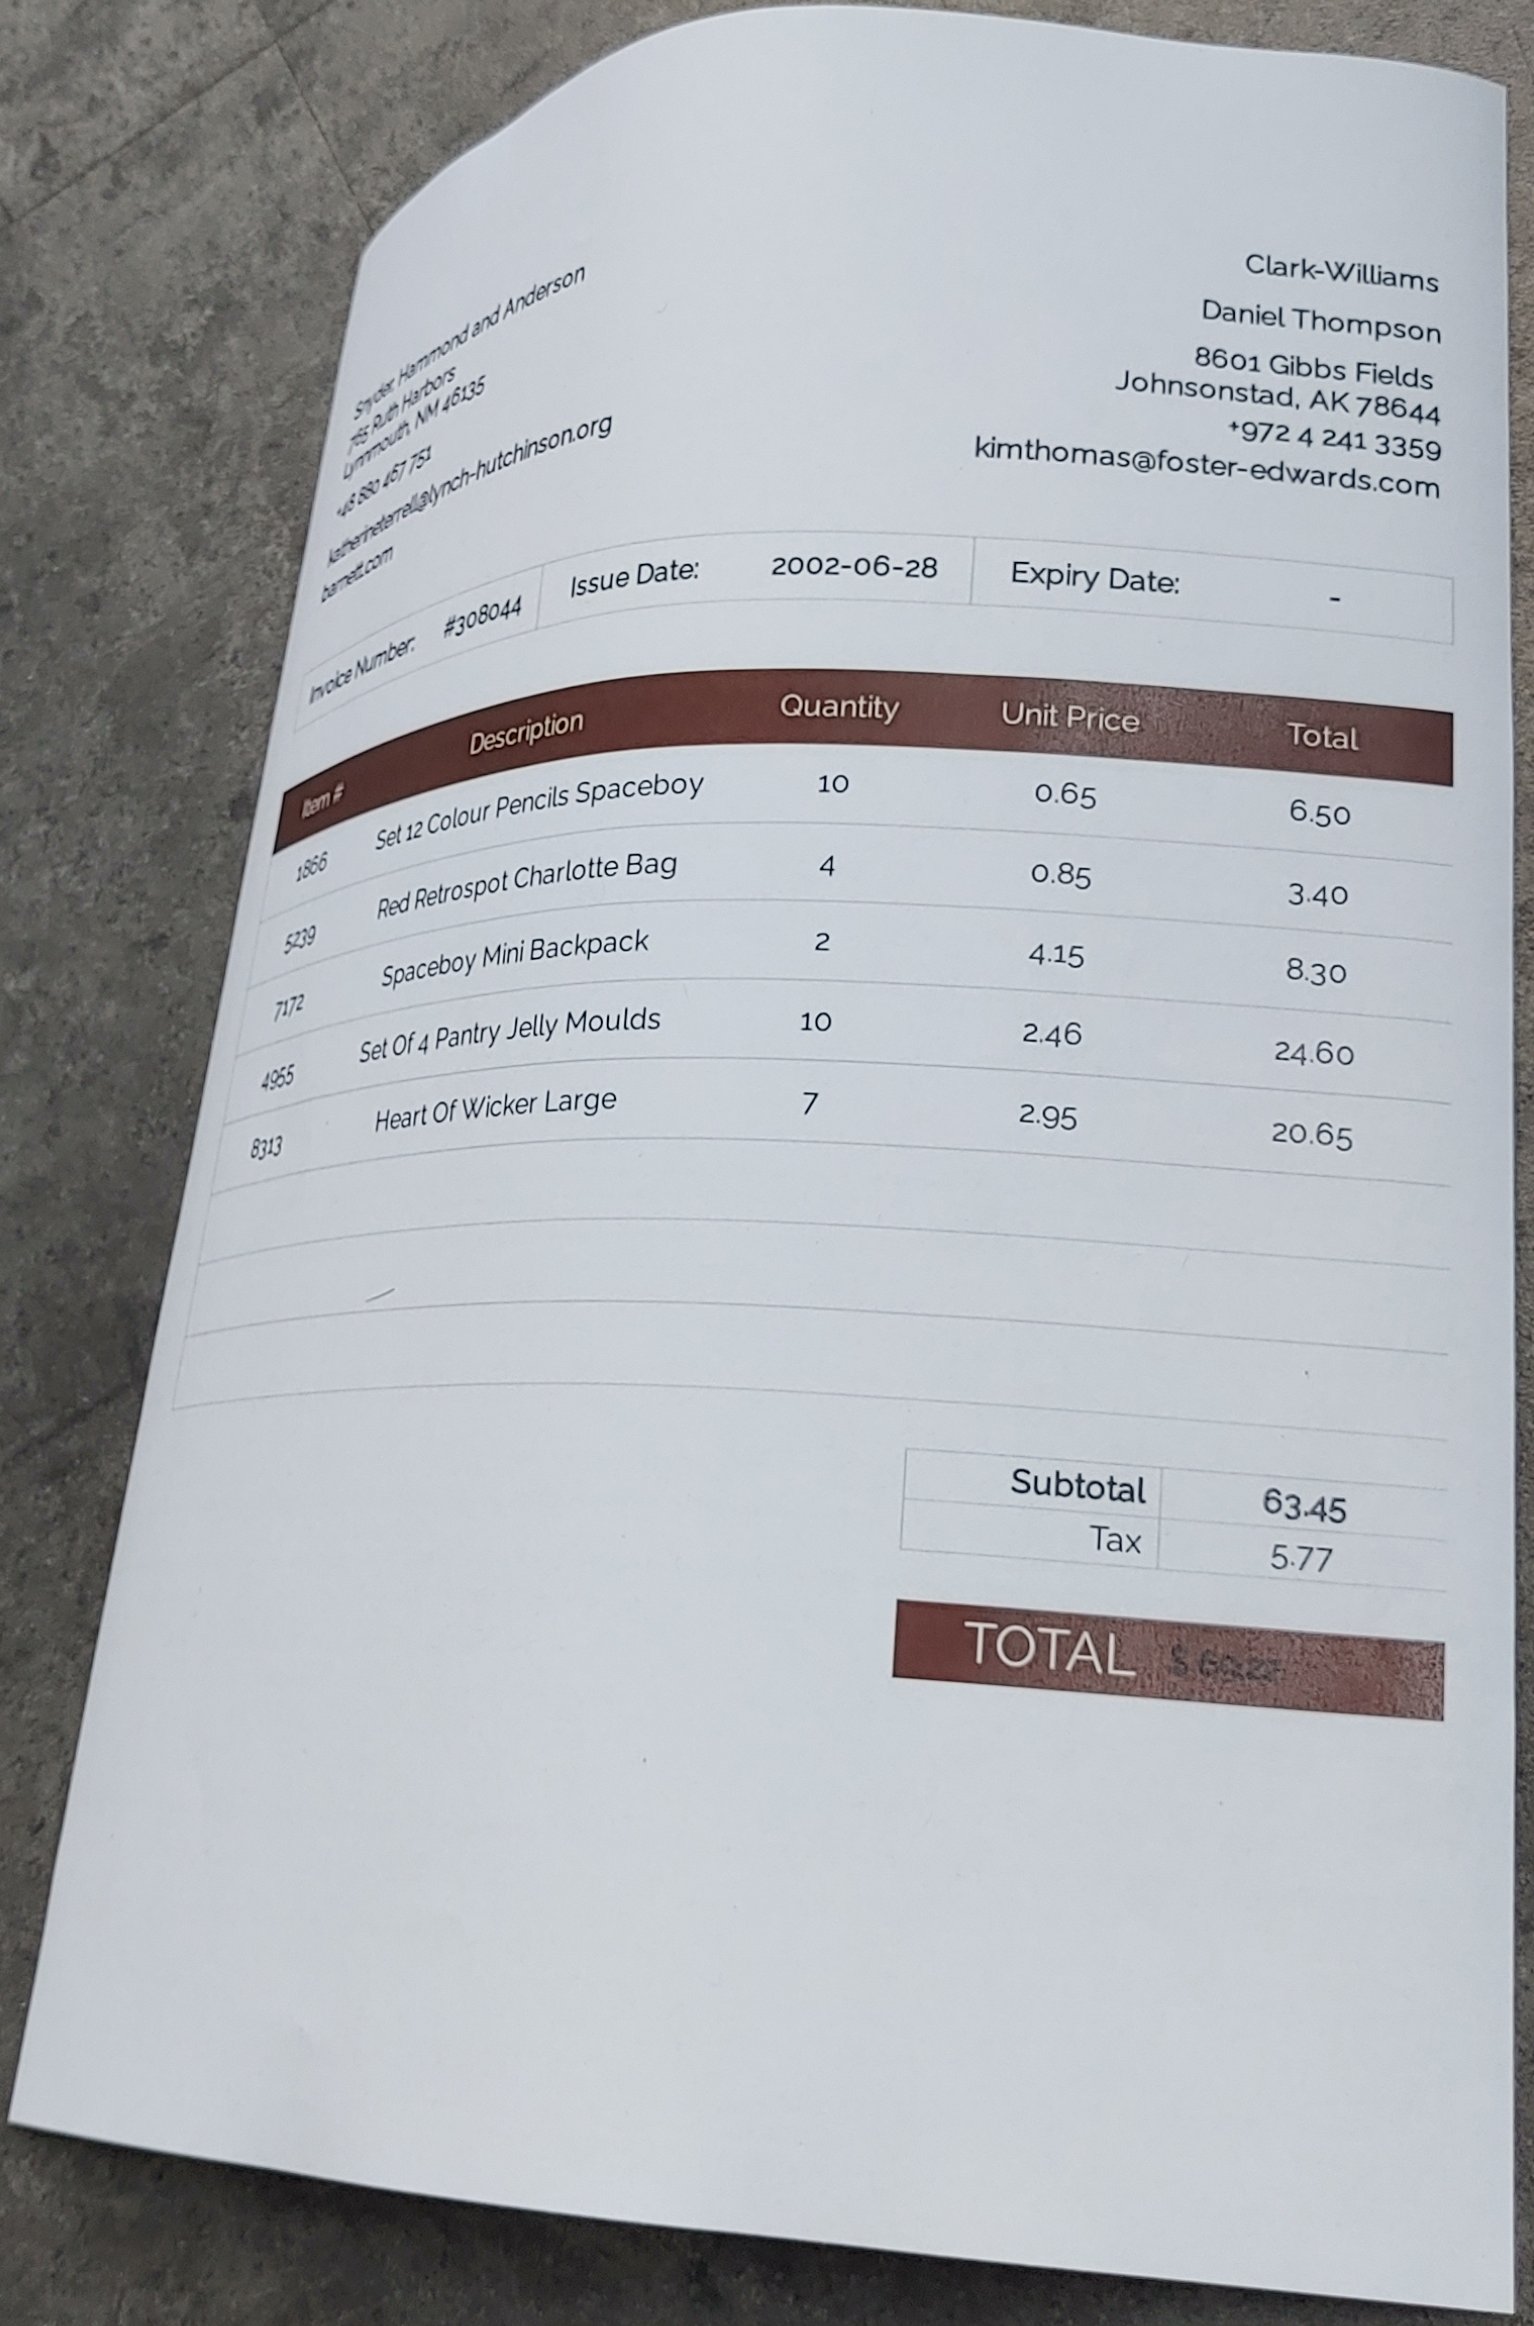 Snyder, Hammond and Anderson
765 Ruth Harbors
Lynnmouth, NM 46135
+48 880 467 751
katherineterrell@lynch-hutchinson.org
barnett.com
Clark-Williams
Daniel Thompson
8601 Gibbs Fields
Johnsonstad, AK 78644
+972 4 241 3359
kimthomas@foster-edwards.com
Invoice Number: #308044 Issue Date: 2002-06-28 Expiry Date: -
Item # Description Quantity Unit Price Total
1866 Set 12 Colour Pencils Spaceboy 10 0.65 6.50
5239 Red Retrospot Charlotte Bag 4 0.85 3.40
7172 Spaceboy Mini Backpack 2 4.15 8.30
4955 Set Of 4 Pantry Jelly Moulds 10 2.46 24.60
8313 Heart Of Wicker Large 7 2.95 20.65
Subtotal 63.45
Tax 5.77
TOTAL $